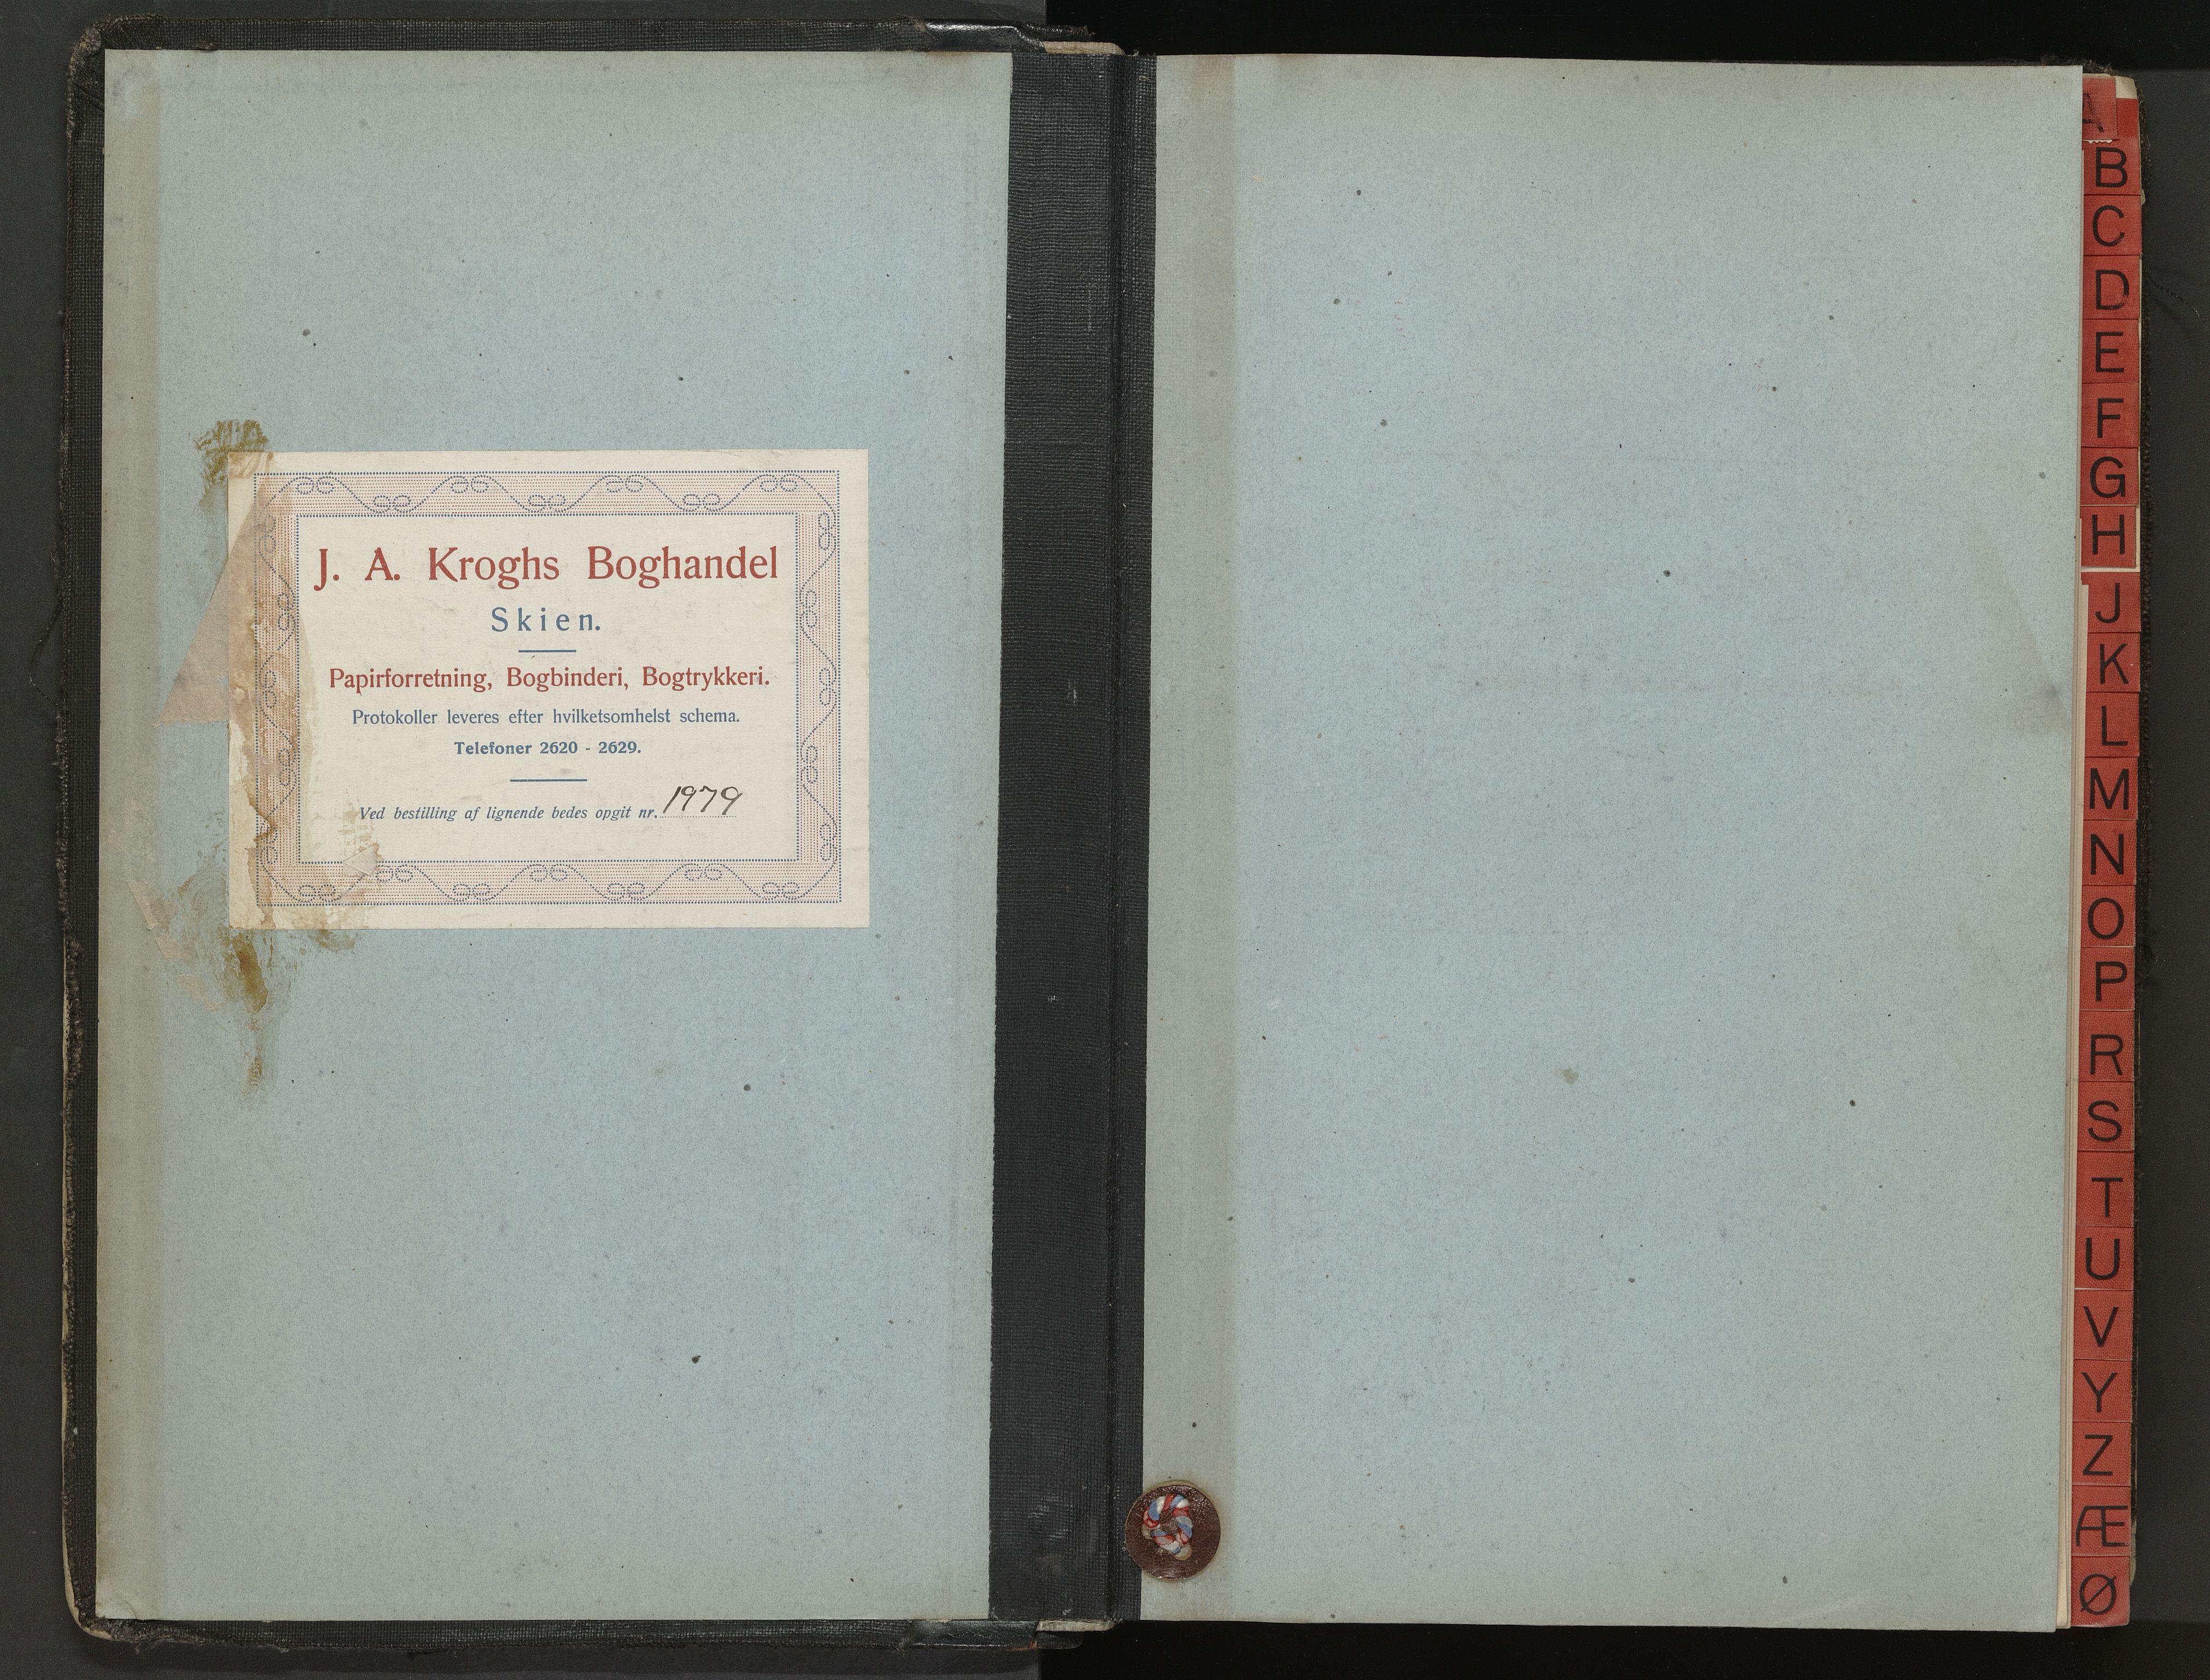 J. A. Kroghs Boghandel
Skien.
Papirforretning, Bogbinderi, Bogtrykkeri.
Protokoller leveres efter hvilketsomhelst schema.
Telefoner 2620 - 2629.
Ved bestilling af lignende bedes opgit nr. 1979
A
B
C
D
E
F
G
H
J
K
L
M
N
O
P
R
S
T
U
V
Y
Z
Æ
Ø